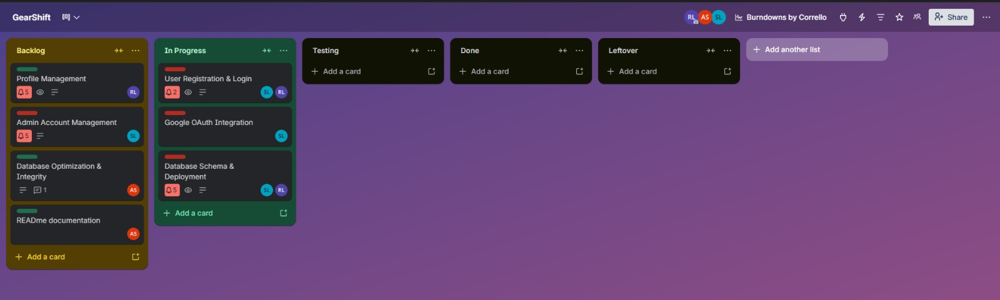 GearShift
RL AS SL
Burndowns by Corrello
Share
Backlog
Profile Management
5
RL
Admin Account Management
5
SL
Database Optimization &
Integrity
1
AS
READme documentation
AS
+ Add a card
In Progress
User Registration & Login
2
SL RL
Google OAuth Integration
SL
Database Schema &
Deployment
5
SL RL
+ Add a card
Testing
+ Add a card
Done
+ Add a card
Leftover
+ Add a card
+ Add another list